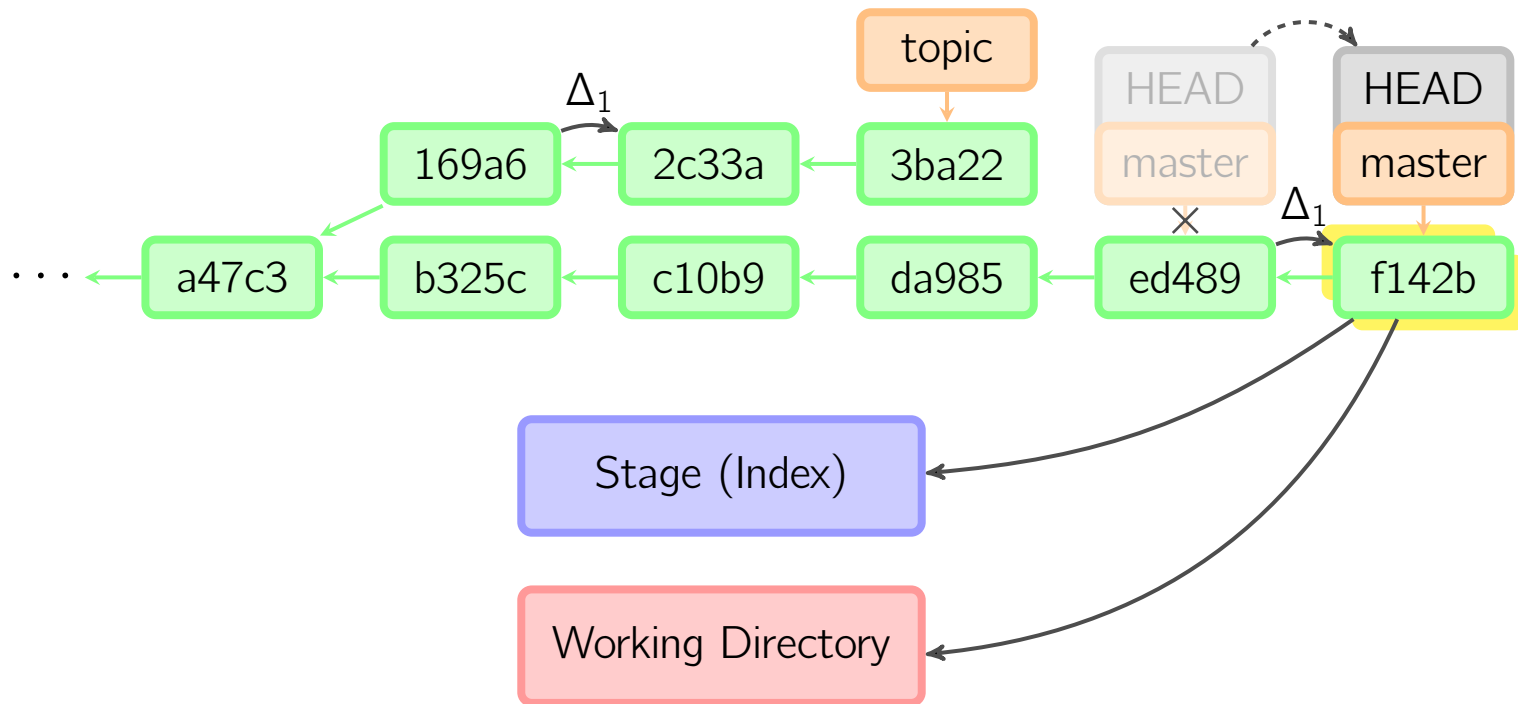 topic
HEAD
HEAD
Δ1
169a6
2c33a
3ba22
master
master
Δ1
· · ·
a47c3
b325c
c10b9
da985
ed489
f142b
Stage (Index)
Working Directory